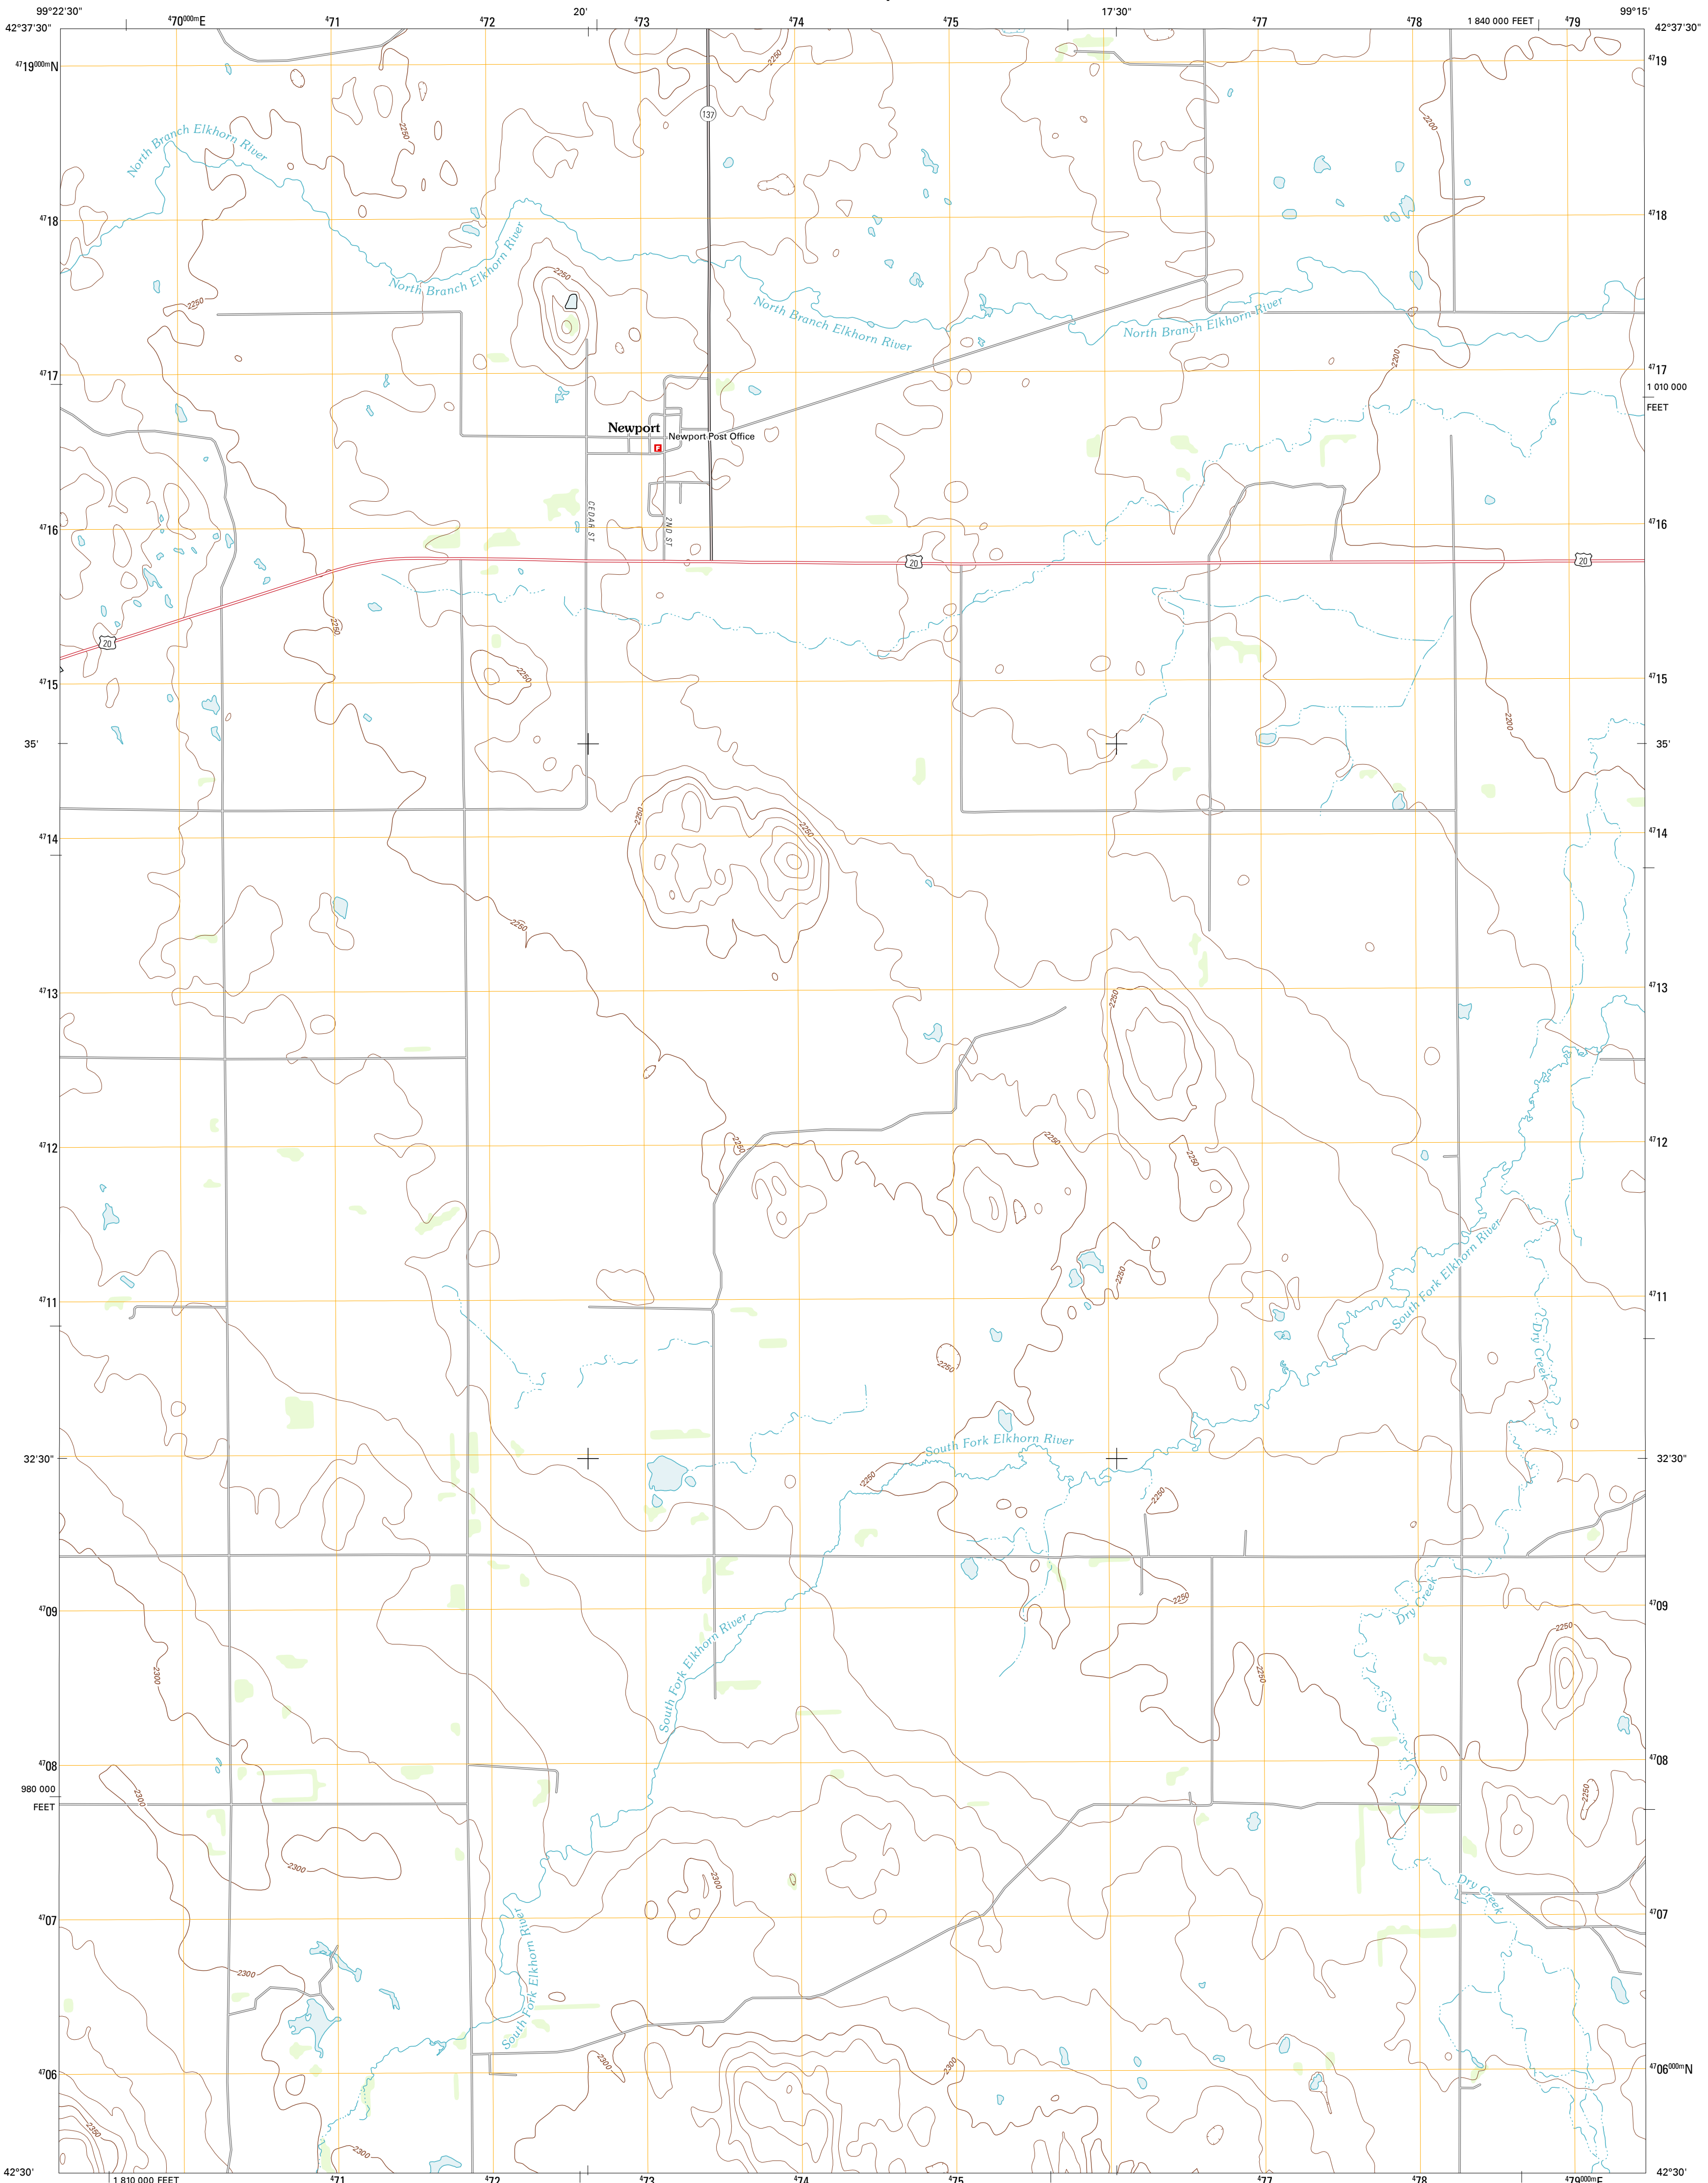 99°22'30" ⁴70⁰⁰⁰ᵐE ⁴71 ⁴72 20' ⁴73 ⁴74 ⁴75 17'30" ⁴77 ⁴78 1 840 000 FEET ⁴79 99°15'
42°37'30" 42°37'30"
⁴⁷19⁰⁰⁰ᵐN ⁴⁷19
2250
137
2250
2200
North Branch Elkhorn River
⁴⁷18 ⁴⁷18
North Branch Elkhorn River
2250
2250
North Branch Elkhorn River
North Branch Elkhorn River
2200
⁴⁷17 ⁴⁷17
1 010 000
FEET
Newport
Newport Post Office
CEDAR ST
2ND ST
⁴⁷16 ⁴⁷16
20
20
20
2250
2250
⁴⁷15 ⁴⁷15
2200
35' 35'
2250
2250
⁴⁷14 ⁴⁷14
2250
⁴⁷13 ⁴⁷13
2250
⁴⁷12 ⁴⁷12
2250
2250
2250
South Fork Elkhorn River
2250
⁴⁷11 ⁴⁷11
Dry Creek
2250
South Fork Elkhorn River
32'30" 32'30"
2250
2250
Dry Creek
2250
⁴⁷09 ⁴⁷09
South Fork Elkhorn River
2250
2250
2300
⁴⁷08 ⁴⁷08
980 000
FEET
2300
2250
2300
2300
Dry Creek
⁴⁷07 ⁴⁷07
South Fork Elkhorn River
2300
2300
2300
⁴⁷06 ⁴⁷06⁰⁰⁰ᵐN
2350
2300
42°30' 42°30'
1 810 000 FEET ⁴71 ⁴72 ⁴73 ⁴74 ⁴75 ⁴77 ⁴78 ⁴79⁰⁰⁰ᵐE